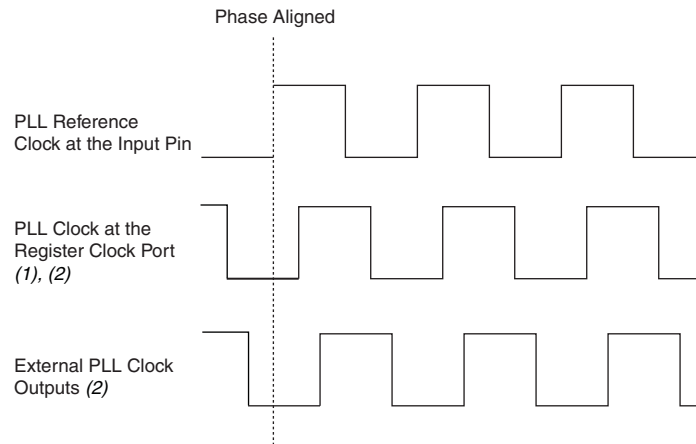 Phase Aligned
PLL Reference
Clock at the Input Pin
PLL Clock at the
Register Clock Port
(1), (2)
External PLL Clock
Outputs (2)